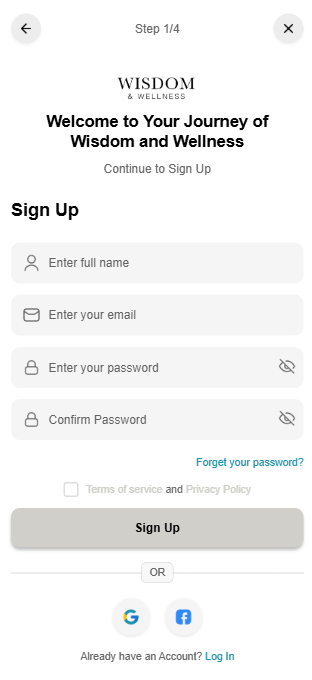 Step 1/4
WISDOM
& WELLNESS
Welcome to Your Journey of
Wisdom and Wellness
Continue to Sign Up
Sign Up
Enter full name
Enter your email
Enter your password
Confirm Password
Forget your password?
Terms of service and Privacy Policy
Sign Up
OR
Already have an Account? Log In